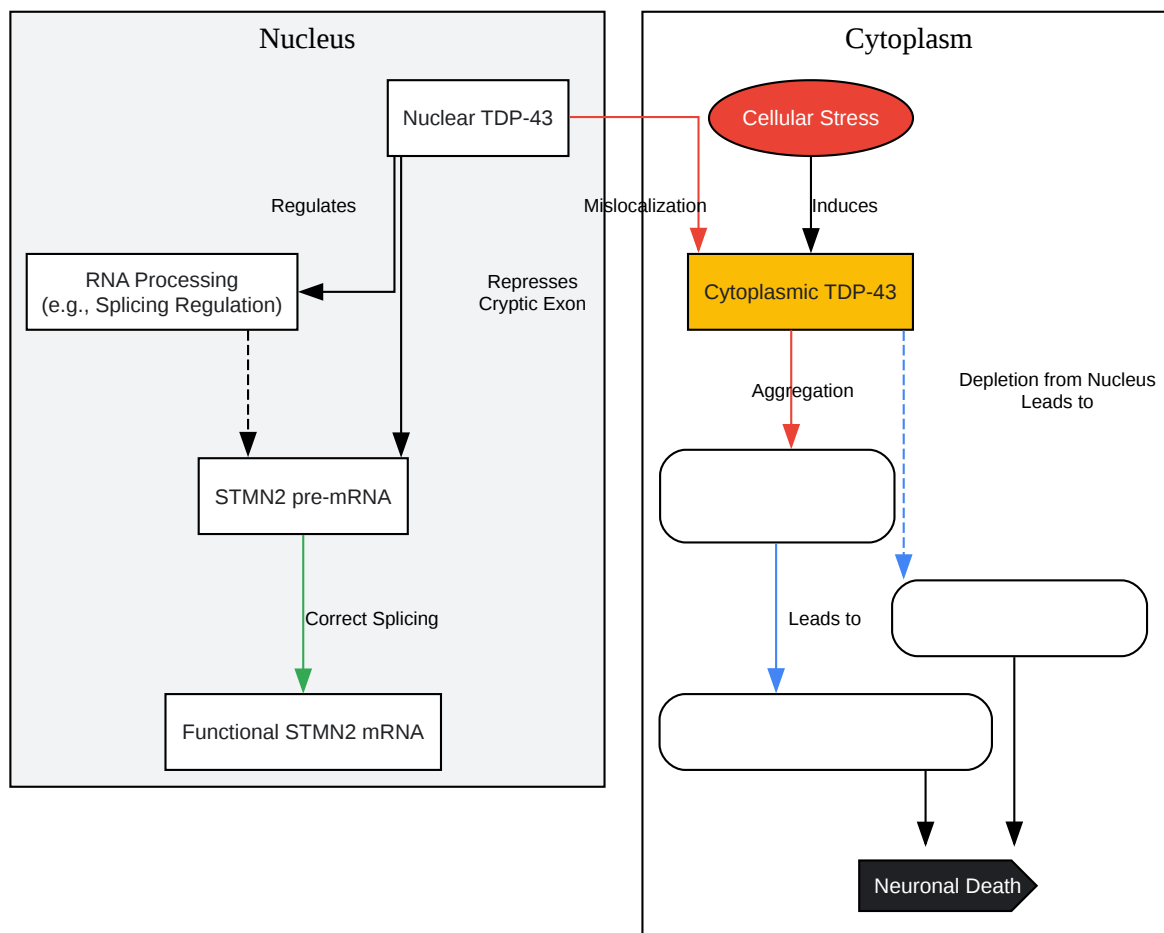 Nucleus
Cytoplasm
Nuclear TDP-43
Cellular Stress
Regulates
Mislocalization
Induces
RNA Processing
(e.g., Splicing Regulation)
Represses
Cryptic Exon
Cytoplasmic TDP-43
Aggregation
Depletion from Nucleus
Leads to
STMN2 pre-mRNA
Correct Splicing
Leads to
Functional STMN2 mRNA
Neuronal Death